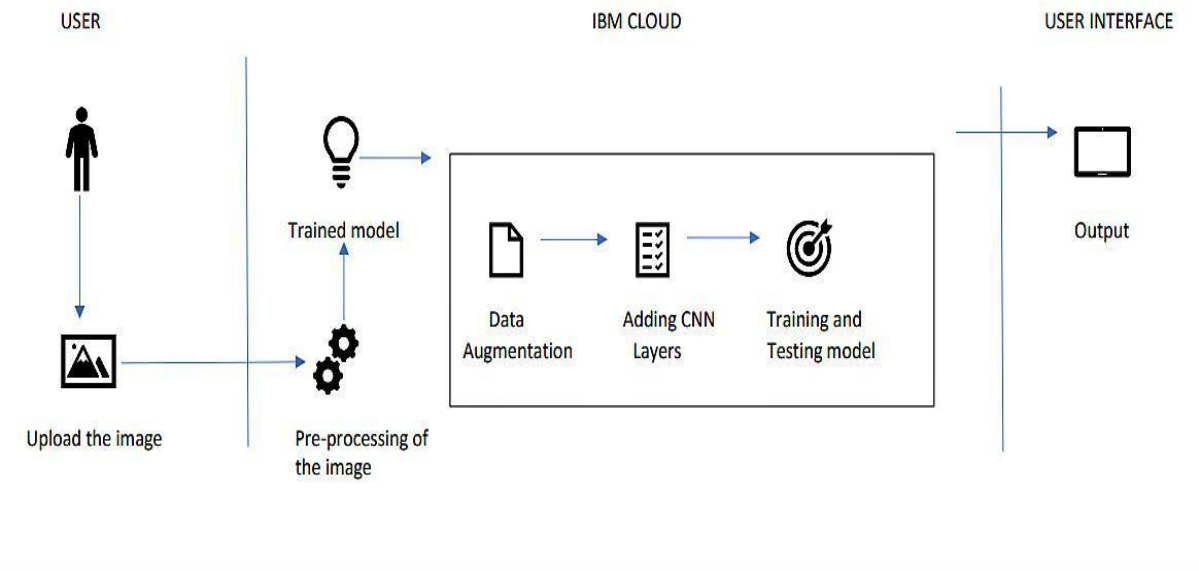 USER
IBM CLOUD
USER INTERFACE
Trained model
Output
Data
Augmentation
Adding CNN
Layers
Training and
Testing model
Upload the image
Pre-processing of
the image